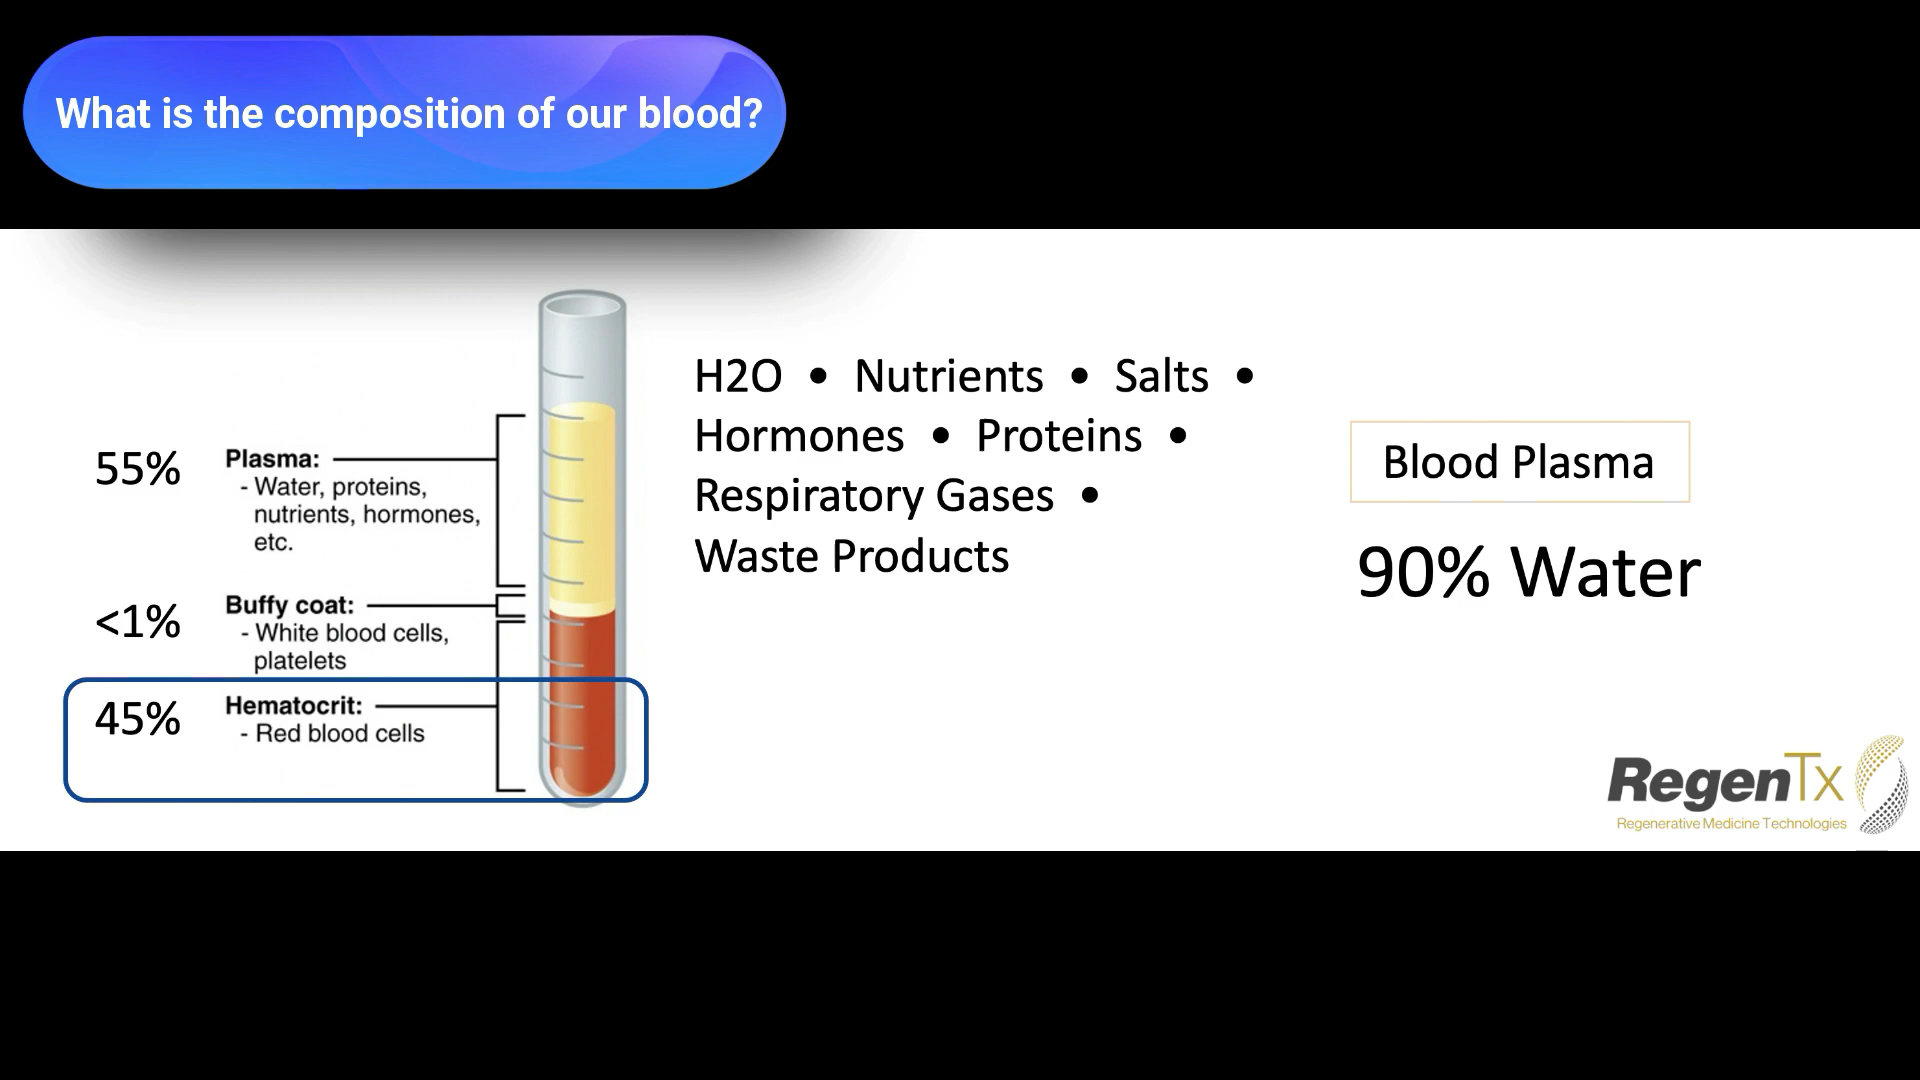 What is the composition of our blood?
55%
Plasma:
- Water, proteins,
nutrients, hormones,
etc.
<1%
Buffy coat:
- White blood cells,
platelets
45%
Hematocrit:
- Red blood cells
H2O • Nutrients • Salts •
Hormones • Proteins •
Respiratory Gases •
Waste Products
Blood Plasma
90% Water
RegenTx
Regenerative Medicine Technologies